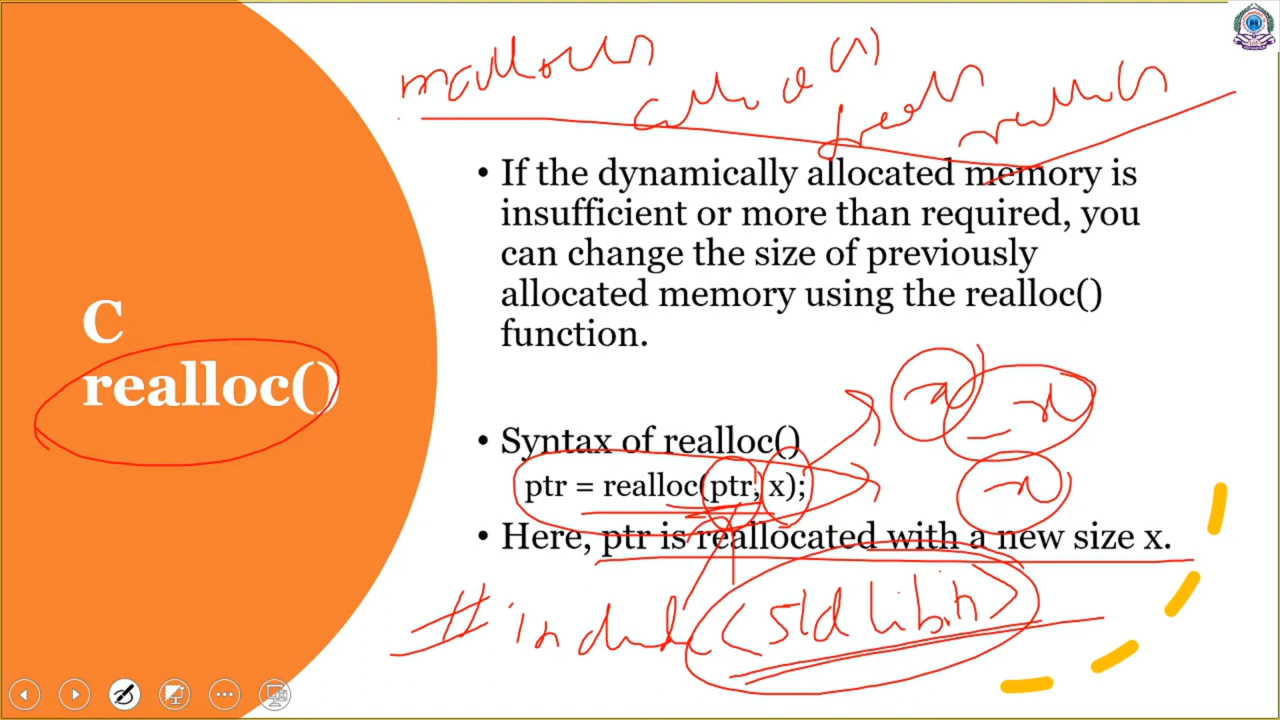 malloc()
calloc()
free()
realloc()
• If the dynamically allocated memory is
insufficient or more than required, you
can change the size of previously
allocated memory using the realloc()
function.
C
realloc()
• Syntax of realloc()
ptr = realloc(ptr, x);
• Here, ptr is reallocated with a new size x.
#include <stdlib.h>